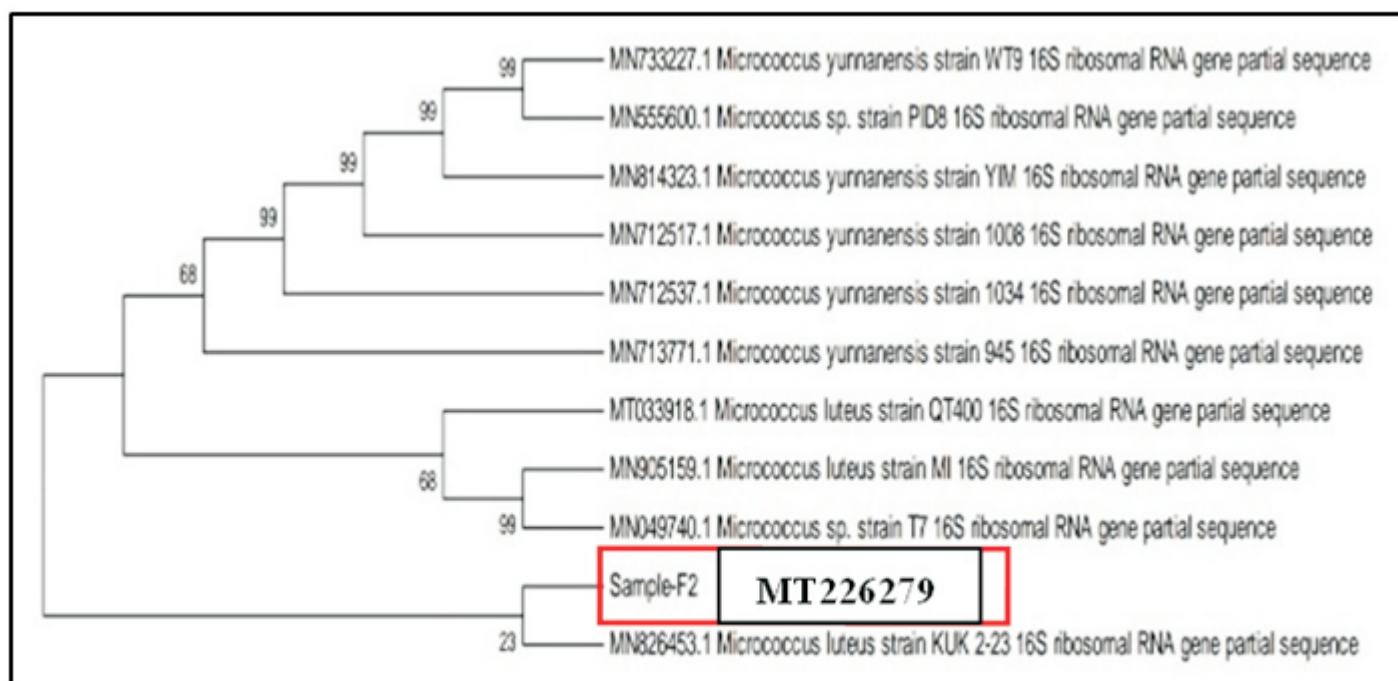 99
MN733227.1 Micrococcus yunnanensis strain WT9 16S ribosomal RNA gene partial sequence
99
MN555600.1 Micrococcus sp. strain PID8 16S ribosomal RNA gene partial sequence
99
MN814323.1 Micrococcus yunnanensis strain YIM 16S ribosomal RNA gene partial sequence
99
MN712517.1 Micrococcus yunnanensis strain 1008 16S ribosomal RNA gene partial sequence
68
MN712537.1 Micrococcus yunnanensis strain 1034 16S ribosomal RNA gene partial sequence
MN713771.1 Micrococcus yunnanensis strain 945 16S ribosomal RNA gene partial sequence
MT033918.1 Micrococcus luteus strain QT400 16S ribosomal RNA gene partial sequence
68
MN905159.1 Micrococcus luteus strain MI 16S ribosomal RNA gene partial sequence
99
MN049740.1 Micrococcus sp. strain T7 16S ribosomal RNA gene partial sequence
Sample-F2 MT226279
23
MN826453.1 Micrococcus luteus strain KUK 2-23 16S ribosomal RNA gene partial sequence